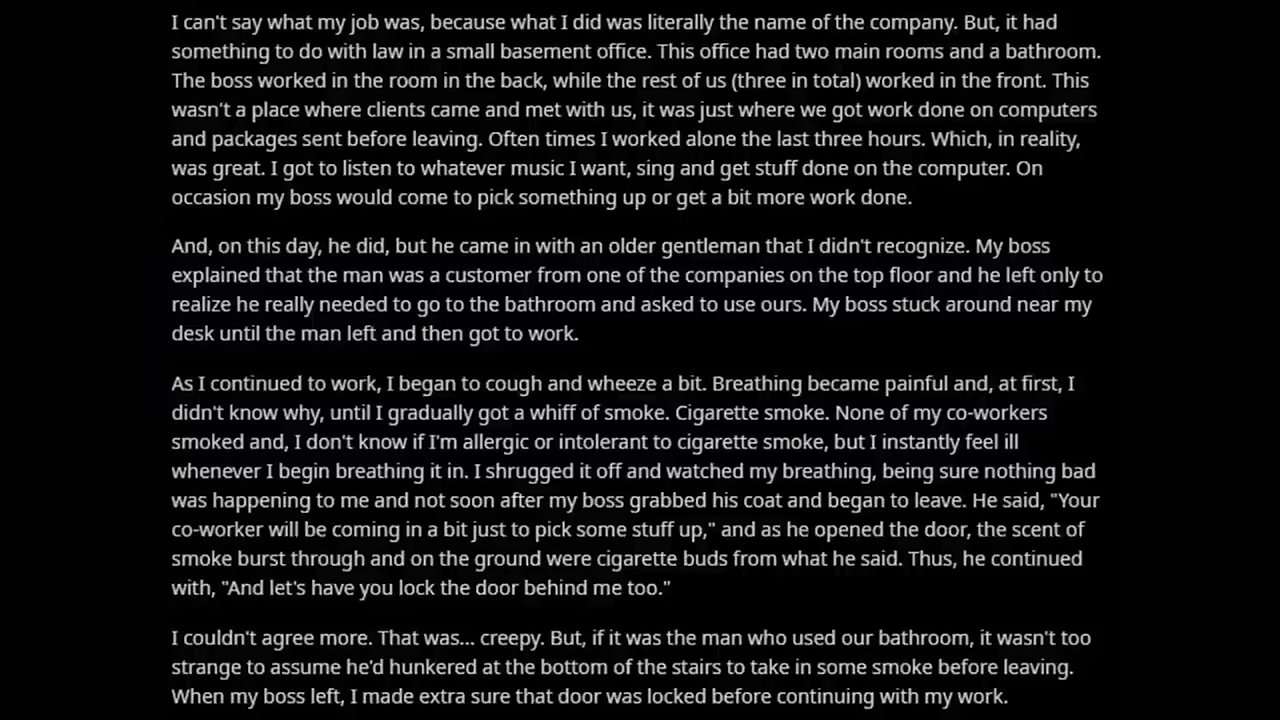 I can't say what my job was, because what I did was literally the name of the company. But, it had
something to do with law in a small basement office. This office had two main rooms and a bathroom.
The boss worked in the room in the back, while the rest of us (three in total) worked in the front. This
wasn't a place where clients came and met with us, it was just where we got work done on computers
and packages sent before leaving. Often times I worked alone the last three hours. Which, in reality,
was great. I got to listen to whatever music I want, sing and get stuff done on the computer. On
occasion my boss would come to pick something up or get a bit more work done.
And, on this day, he did, but he came in with an older gentleman that I didn't recognize. My boss
explained that the man was a customer from one of the companies on the top floor and he left only to
realize he really needed to go to the bathroom and asked to use ours. My boss stuck around near my
desk until the man left and then got to work.
As I continued to work, I began to cough and wheeze a bit. Breathing became painful and, at first, I
didn't know why, until I gradually got a whiff of smoke. Cigarette smoke. None of my co-workers
smoked and, I don't know if I'm allergic or intolerant to cigarette smoke, but I instantly feel ill
whenever I begin breathing it in. I shrugged it off and watched my breathing, being sure nothing bad
was happening to me and not soon after my boss grabbed his coat and began to leave. He said, "Your
co-worker will be coming in a bit just to pick some stuff up," and as he opened the door, the scent of
smoke burst through and on the ground were cigarette buds from what he said. Thus, he continued
with, "And let's have you lock the door behind me too."
I couldn't agree more. That was... creepy. But, if it was the man who used our bathroom, it wasn't too
strange to assume he'd hunkered at the bottom of the stairs to take in some smoke before leaving.
When my boss left, I made extra sure that door was locked before continuing with my work.